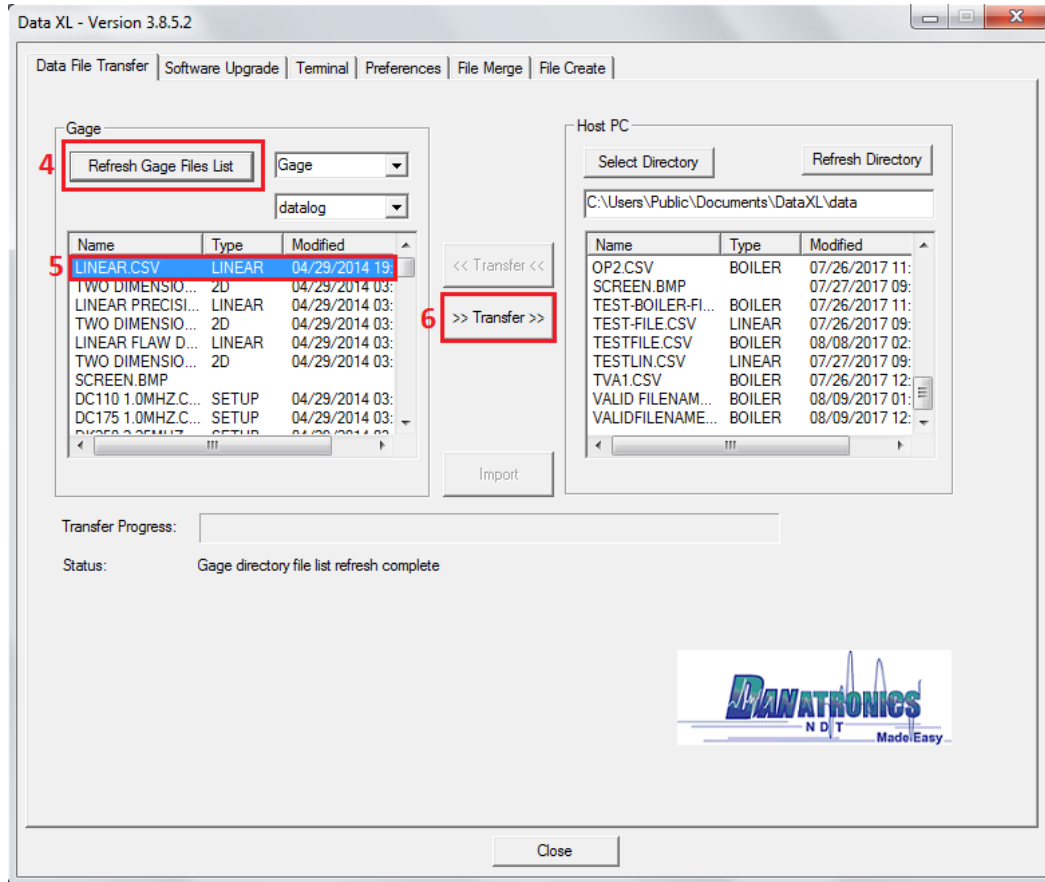 Data XL - Version 3.8.5.2
Data File Transfer Software Upgrade Terminal Preferences File Merge File Create
Gage
4 Refresh Gage Files List Gage
datalog
Name Type Modified
5 LINEAR.CSV LINEAR 04/29/2014 19:
TWO DIMENSIO... 2D 04/29/2014 03:
LINEAR PRECISI... LINEAR 04/29/2014 03:
TWO DIMENSIO... 2D 04/29/2014 03:
LINEAR FLAW D... LINEAR 04/29/2014 03:
TWO DIMENSIO... 2D 04/29/2014 03:
SCREEN.BMP
DC110 1.0MHZ.C... SETUP 04/29/2014 03:
DC175 1.0MHZ.C... SETUP 04/29/2014 03:
<< Transfer <<
6 >> Transfer >>
Import
Host PC
Select Directory Refresh Directory
C:\Users\Public\Documents\DataXL\data
Name Type Modified
OP2.CSV BOILER 07/26/2017 11:
SCREEN.BMP 07/27/2017 09:
TEST-BOILER-FI... BOILER 07/26/2017 11:
TEST-FILE.CSV LINEAR 07/26/2017 09:
TESTFILE.CSV BOILER 08/08/2017 02:
TESTLIN.CSV LINEAR 07/27/2017 09:
TVA1.CSV BOILER 07/26/2017 12:
VALID FILENAM... BOILER 08/09/2017 01:
VALIDFILENAME... BOILER 08/09/2017 12:
Transfer Progress:
Status: Gage directory file list refresh complete
DANATRONICS
NDT
Made Easy
Close